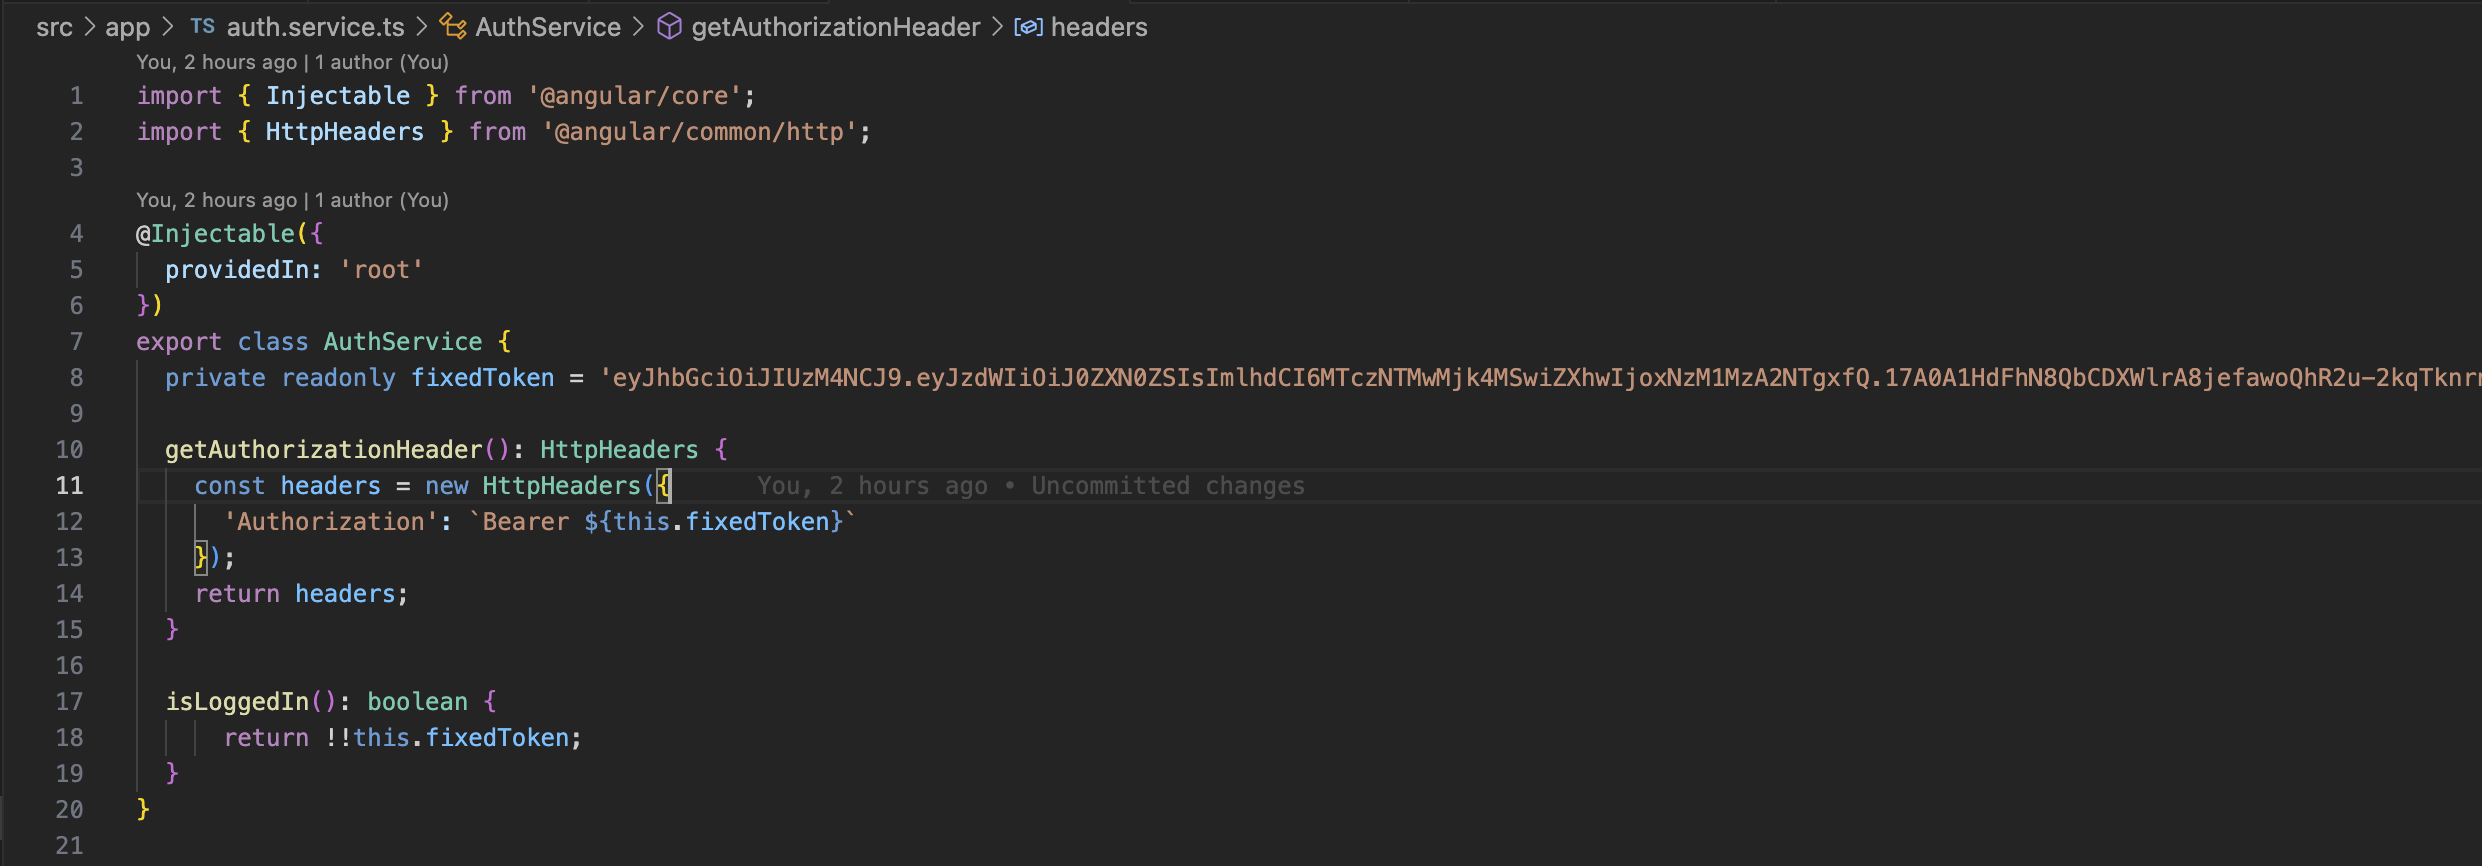 src > app > TS auth.service.ts > AuthService > getAuthorizationHeader > headers
You, 2 hours ago | 1 author (You)
1 import { Injectable } from '@angular/core';
2 import { HttpHeaders } from '@angular/common/http';
3
You, 2 hours ago | 1 author (You)
4 @Injectable({
5   providedIn: 'root'
6 })
7 export class AuthService {
8   private readonly fixedToken = 'eyJhbGciOiJIUzM4NCJ9.eyJzdWIiOiJ0ZXN0ZSIsImlhdCI6MTczNTMwMjk4MSwiZXhwIjoxNzM1MzA2NTgxfQ.17A0A1HdFhN8QbCDXWlrA8jefawoQhR2u-2kqTknr
9
10   getAuthorizationHeader(): HttpHeaders {
11     const headers = new HttpHeaders({ You, 2 hours ago • Uncommitted changes
12       'Authorization': `Bearer ${this.fixedToken}`
13     });
14     return headers;
15   }
16
17   isLoggedIn(): boolean {
18       return !!this.fixedToken;
19   }
20 }
21